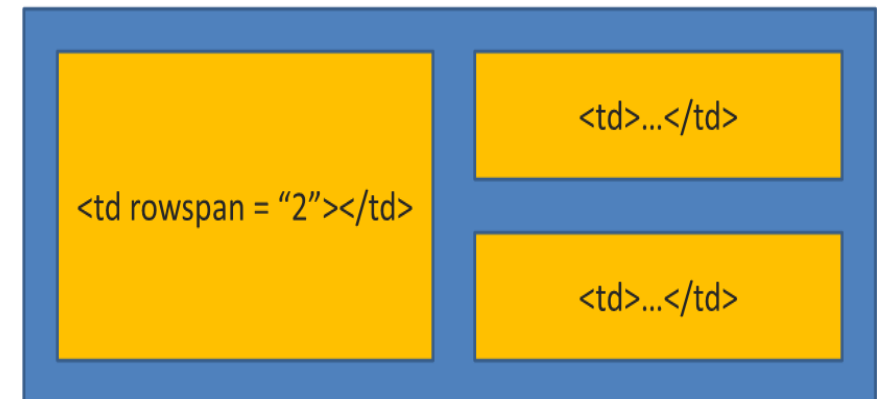 <td>...</td>
<td rowspan = “2”></td>
<td>...</td>